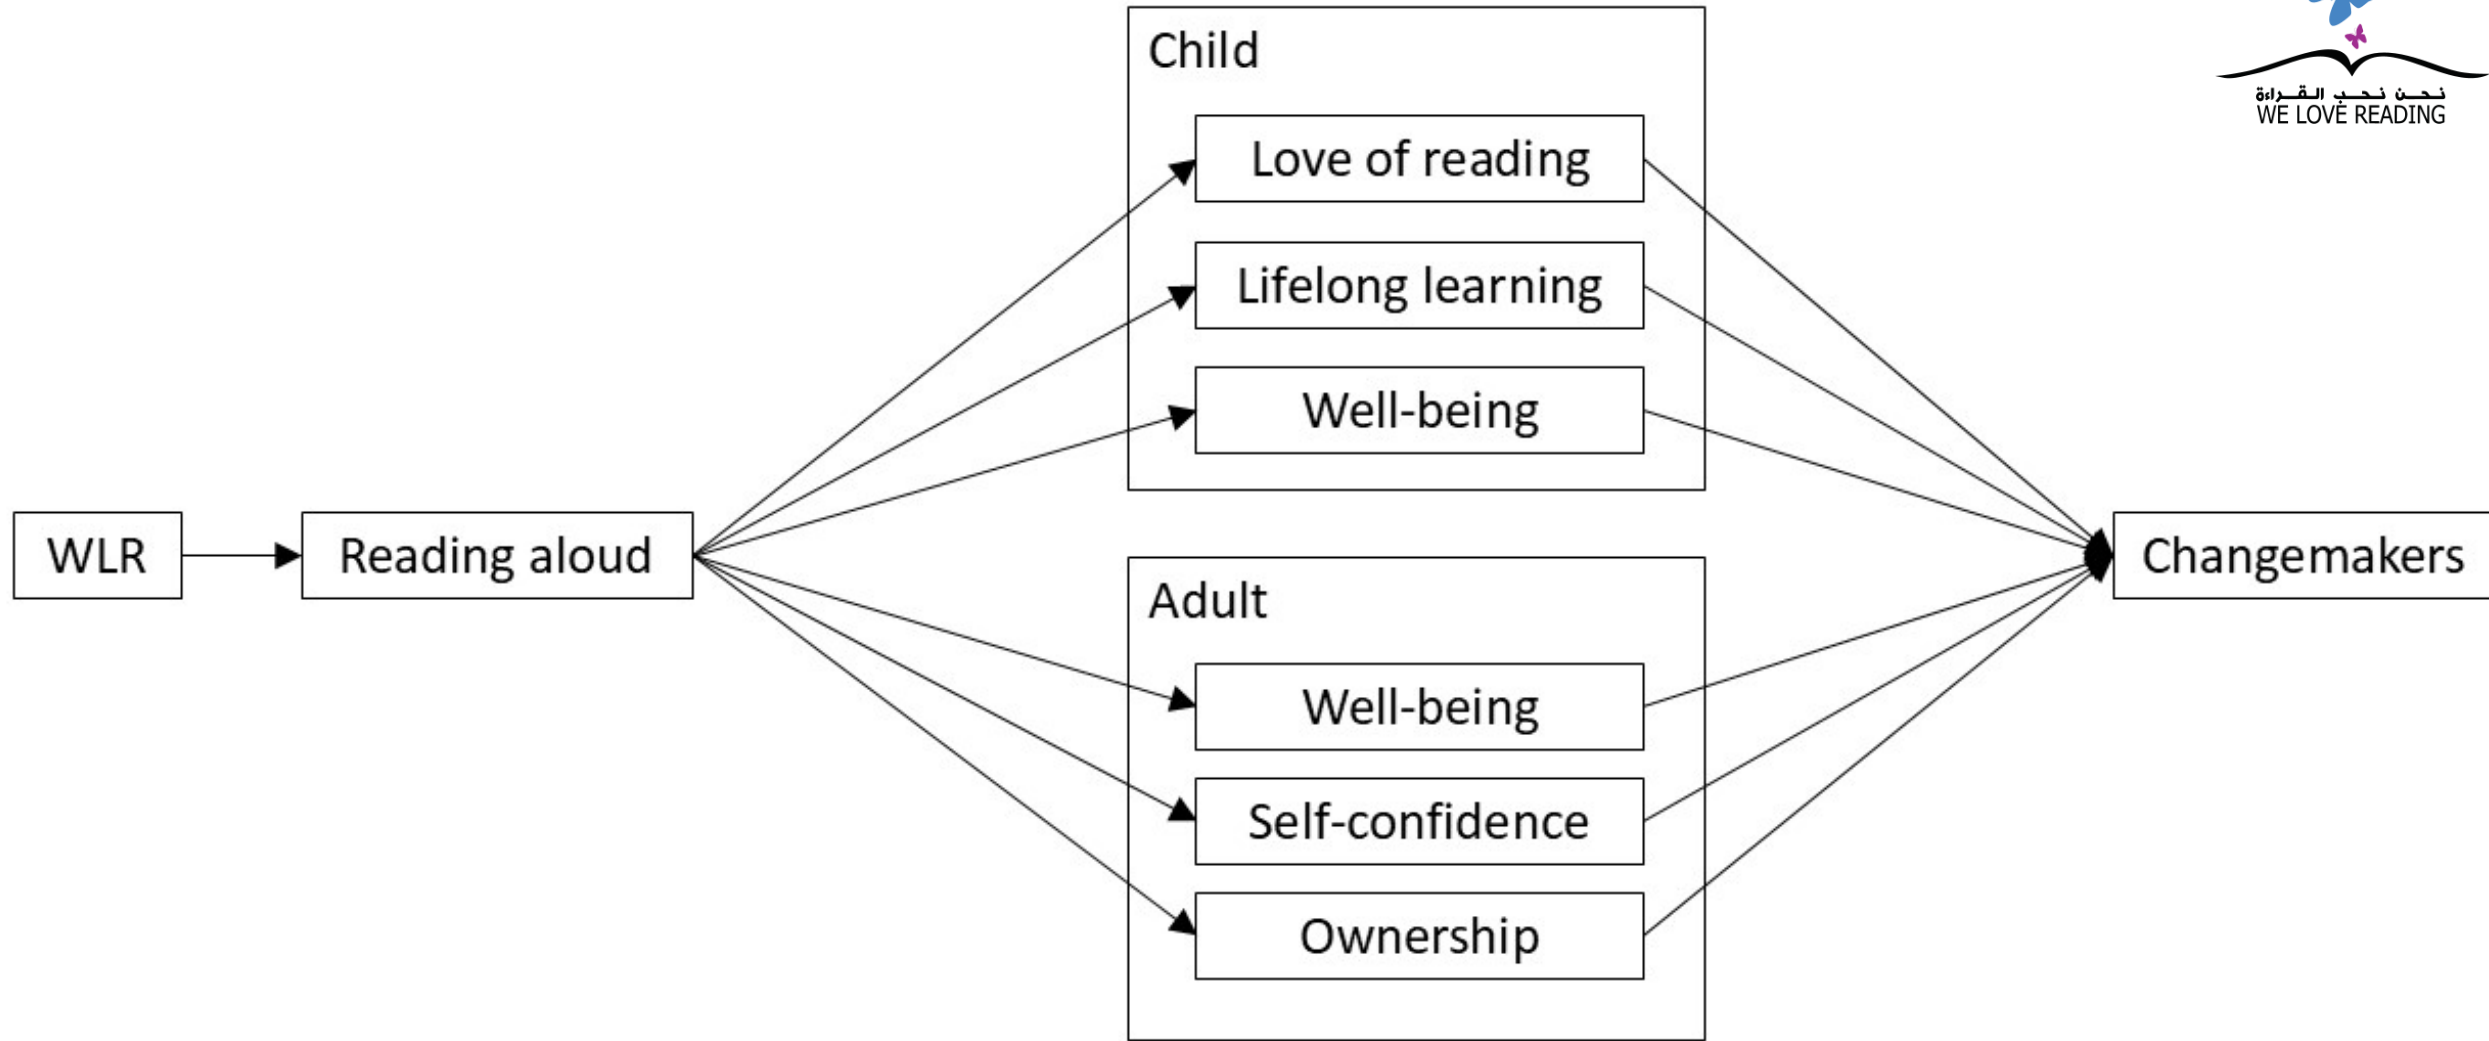 Child
نحن نحب القراءة
WE LOVE READING
Love of reading
Lifelong learning
Well-being
WLR
Reading aloud
Changemakers
Adult
Well-being
Self-confidence
Ownership